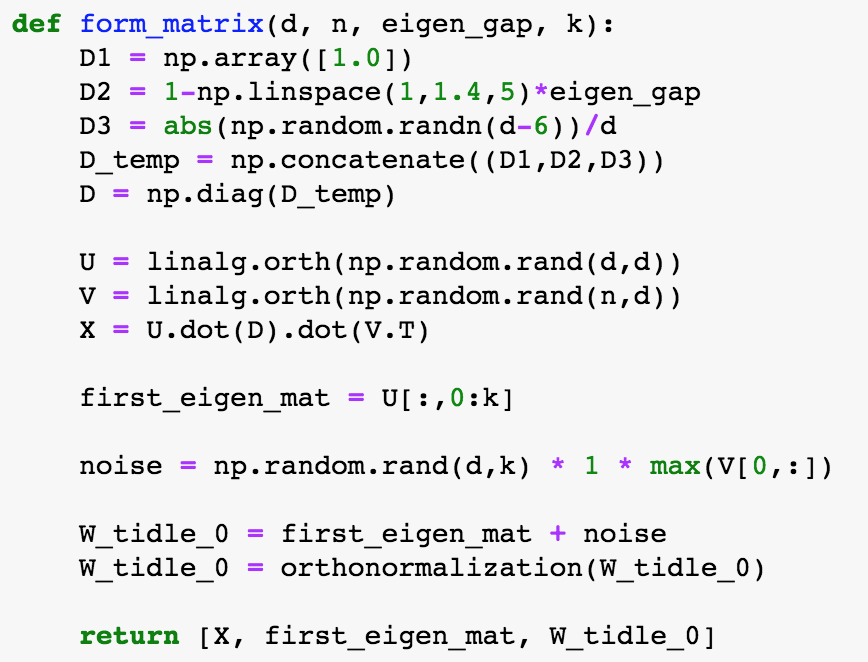 def form_matrix(d, n, eigen_gap, k):
    D1 = np.array([1.0])
    D2 = 1-np.linspace(1,1.4,5)*eigen_gap
    D3 = abs(np.random.randn(d-6))/d
    D_temp = np.concatenate((D1,D2,D3))
    D = np.diag(D_temp)

    U = linalg.orth(np.random.rand(d,d))
    V = linalg.orth(np.random.rand(n,d))
    X = U.dot(D).dot(V.T)

    first_eigen_mat = U[:,0:k]

    noise = np.random.rand(d,k) * 1 * max(V[0,:])

    W_tidle_0 = first_eigen_mat + noise
    W_tidle_0 = orthonormalization(W_tidle_0)

    return [X, first_eigen_mat, W_tidle_0]